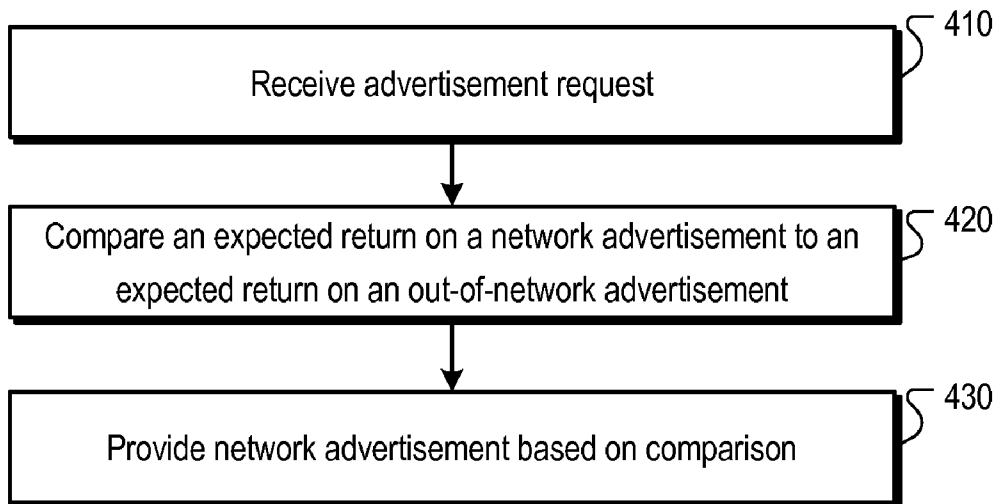 410
Receive advertisement request
420
Compare an expected return on a network advertisement to an
expected return on an out-of-network advertisement
430
Provide network advertisement based on comparison